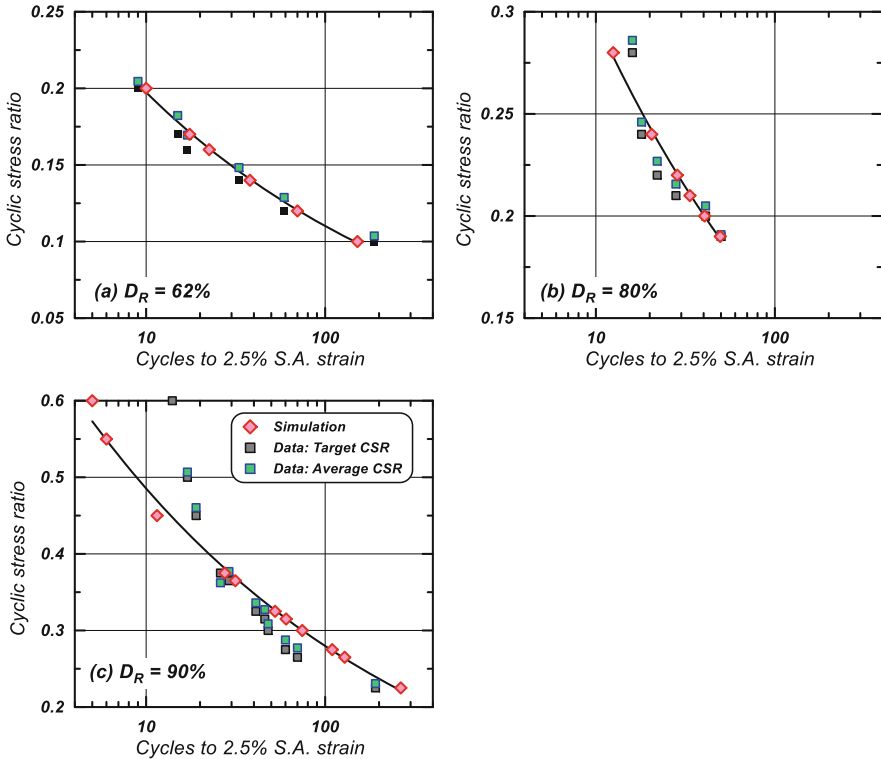 0.25
0.2
0.15
0.1
0.05
Cyclic stress ratio
(a) DR = 62%
10 100
Cycles to 2.5% S.A. strain
0.3
0.25
0.2
0.15
Cyclic stress ratio
(b) DR = 80%
10 100
Cycles to 2.5% S.A. strain
0.6
0.5
0.4
0.3
0.2
Cyclic stress ratio
Simulation
Data: Target CSR
Data: Average CSR
(c) DR = 90%
10 100
Cycles to 2.5% S.A. strain